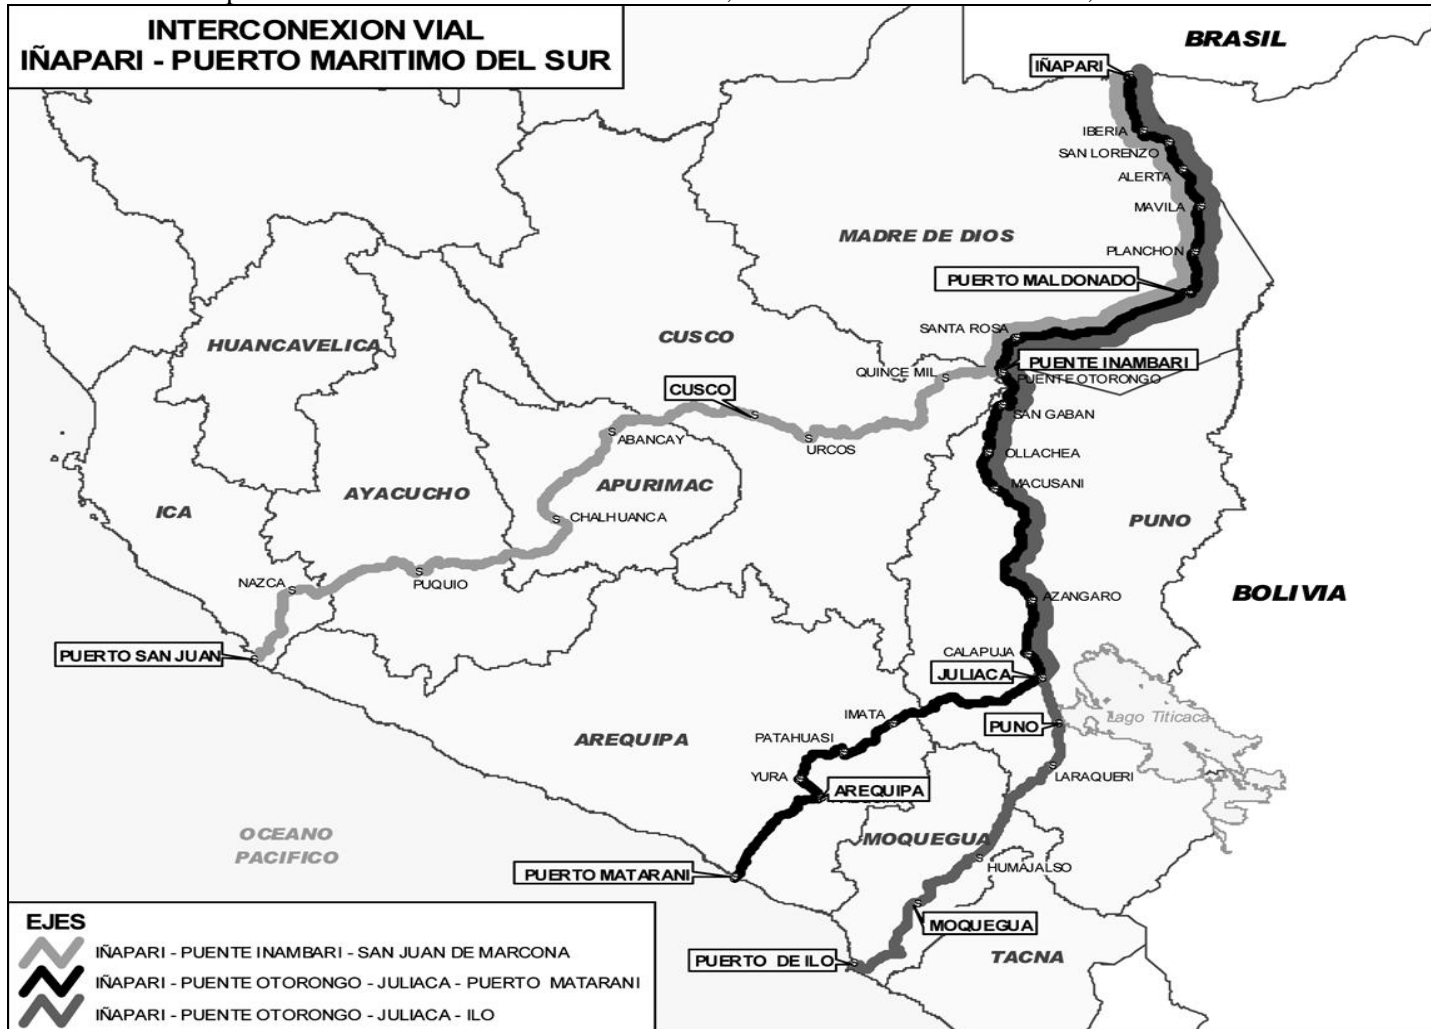 INTERCONEXION VIAL
IÑAPARI - PUERTO MARITIMO DEL SUR
BRASIL
IÑAPARI
IBERIA
SAN LORENZO
ALERTA
MAVILA
MADRE DE DIOS
PLANCHON
PUERTO MALDONADO
SANTA ROSA
CUSCO
HUANCAVELICA
PUENTE INAMBARI
QUINCE MIL
PUENTE OTORONGO
CUSCO
SAN GABAN
ABANCAY
URCOS
OLLACHEA
MACUSANI
APURIMAC
AYACUCHO
ICA
CHALHUANCA
PUNO
NAZCA
PUQUIO
BOLIVIA
AZANGARO
PUERTO SAN JUAN
CALAPUJA
JULIACA
IMATA
PUNO
Lago Titicaca
AREQUIPA
PATAHUASI
YURA
LARAQUERI
AREQUIPA
OCEANO
PACIFICO
MOQUEGUA
PUERTO MATARANI
HUMAJALSO
MOQUEGUA
TACNA
PUERTO DE ILO
EJES
IÑAPARI - PUENTE INAMBARI - SAN JUAN DE MARCONA
IÑAPARI - PUENTE OTORONGO - JULIACA - PUERTO MATARANI
IÑAPARI - PUENTE OTORONGO - JULIACA - ILO